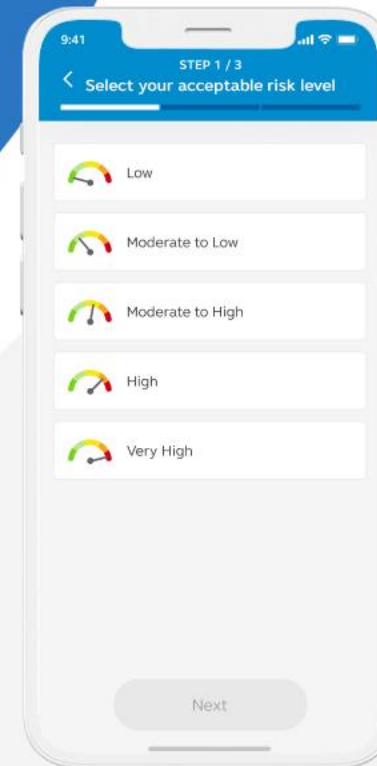 9:41
STEP 1 / 3
Select your acceptable risk level
Low
Moderate to Low
Moderate to High
High
Very High
Next